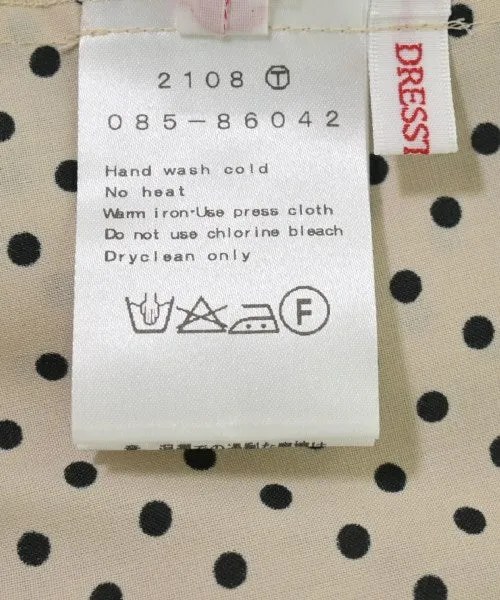 2108 Ⓣ
085-86042
Hand wash cold
No heat
Warm iron·Use press cloth
Do not use chlorine bleach
Dryclean only
F
DRESST